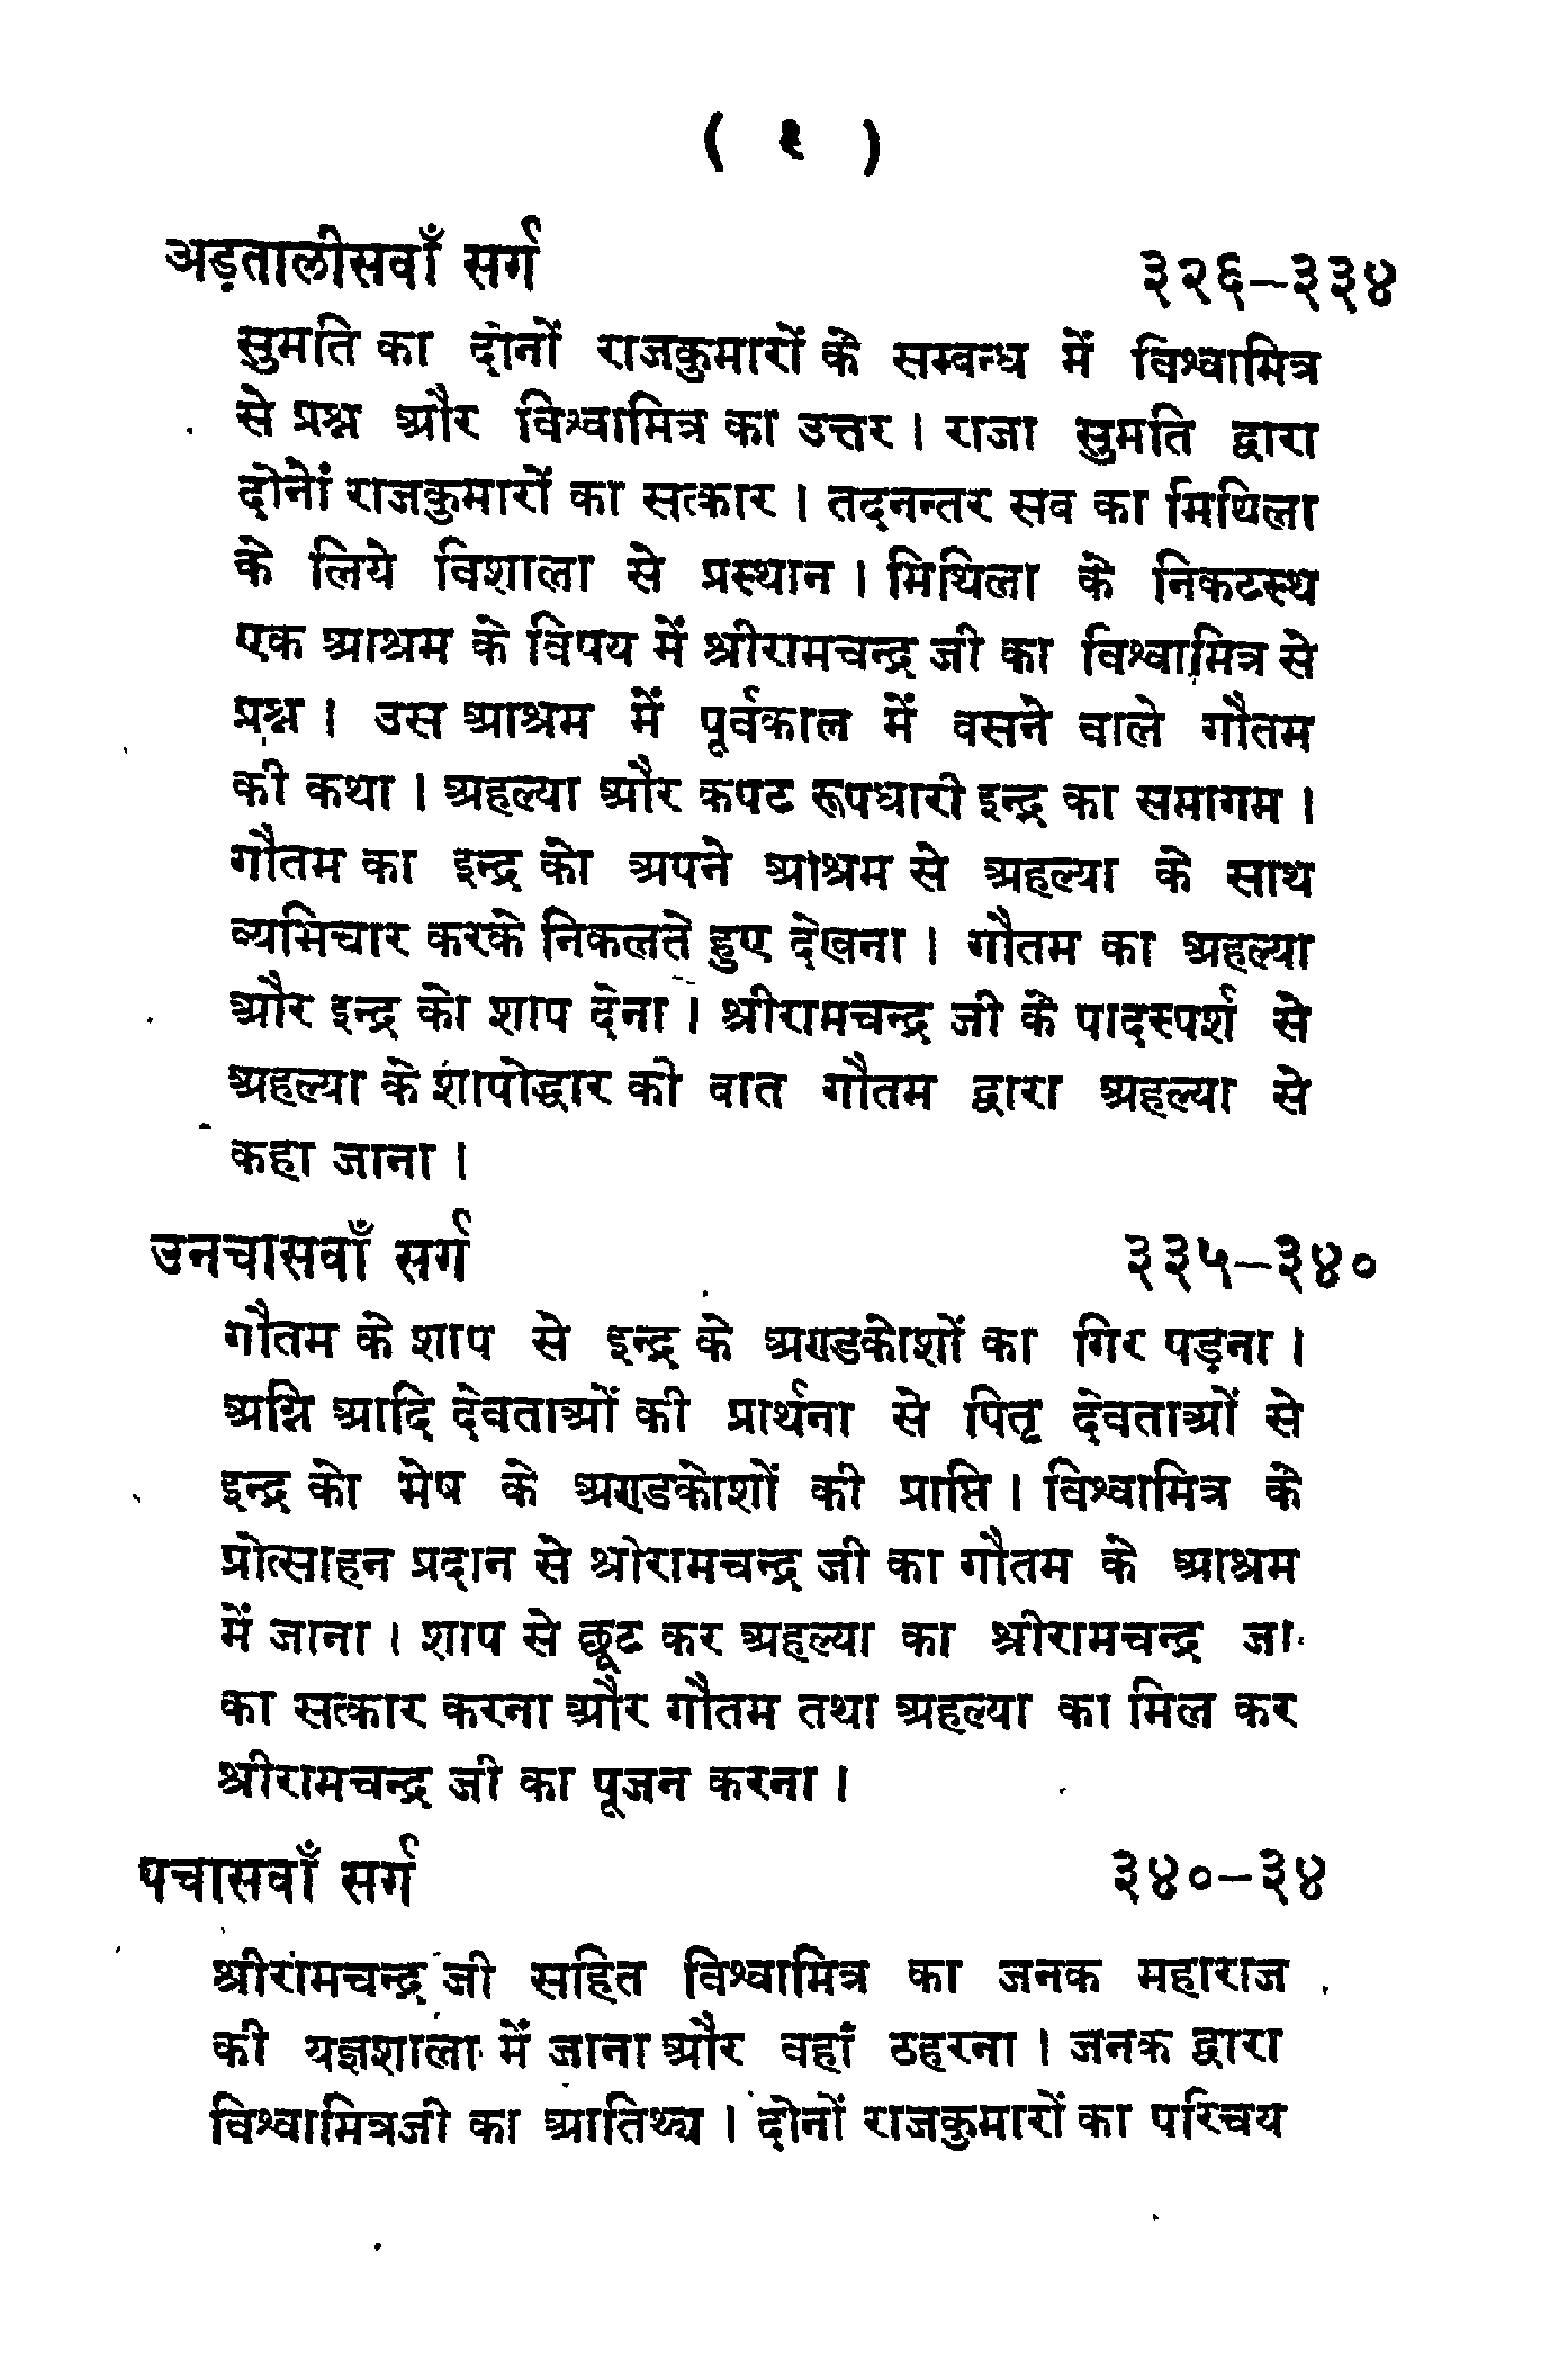 ( ९ )
अड़तालीसवाँ सर्ग ३२६–३३४
सुमति का दोनों राजकुमारों के सम्वन्ध में विश्वामित्र
से प्रश्न और विश्वामित्र का उत्तर। राजा सुमति द्वारा
दोनों राजकुमारों का सत्कार। तदनन्तर सव का मिथिला
के लिये विशाला से प्रस्थान। मिथिला के निकटस्थ
एक आश्रम के विषय में श्रीरामचन्द्र जी का विश्वामित्र से
प्रश्न। उस आश्रम में पूर्वकाल में वसने वाले गौतम
की कथा। अहल्या और कपट रूपधारी इन्द्र का समागम।
गौतम का इन्द्र को अपने आश्रम से अहल्या के साथ
व्यभिचार करके निकलते हुए देखना। गौतम का अहल्या
और इन्द्र को शाप देना। श्रीरामचन्द्र जी के पादस्पर्श से
अहल्या के शापोद्धार की वात गौतम द्वारा अहल्या से
कहा जाना।
उनचासवाँ सर्ग ३३५–३४०
गौतम के शाप से इन्द्र के अण्डकोशों का गिर पड़ना।
अग्नि आदि देवताओं की प्रार्थना से पितृ देवताओं से
इन्द्र को मेष के अण्डकोशों की प्राप्ति। विश्वामित्र के
प्रोत्साहन प्रदान से श्रीरामचन्द्र जी का गौतम के आश्रम
में जाना। शाप से छूट कर अहल्या का श्रीरामचन्द्र जी
का सत्कार करना और गौतम तथा अहल्या का मिल कर
श्रीरामचन्द्र जी का पूजन करना।
पचासवाँ सर्ग ३४०–३४
श्रीरामचन्द्र जी सहित विश्वामित्र का जनक महाराज
की यज्ञशाला में जाना और वहां ठहरना। जनक द्वारा
विश्वामित्रजी का आतिथ्य। दोनों राजकुमारों का परिचय